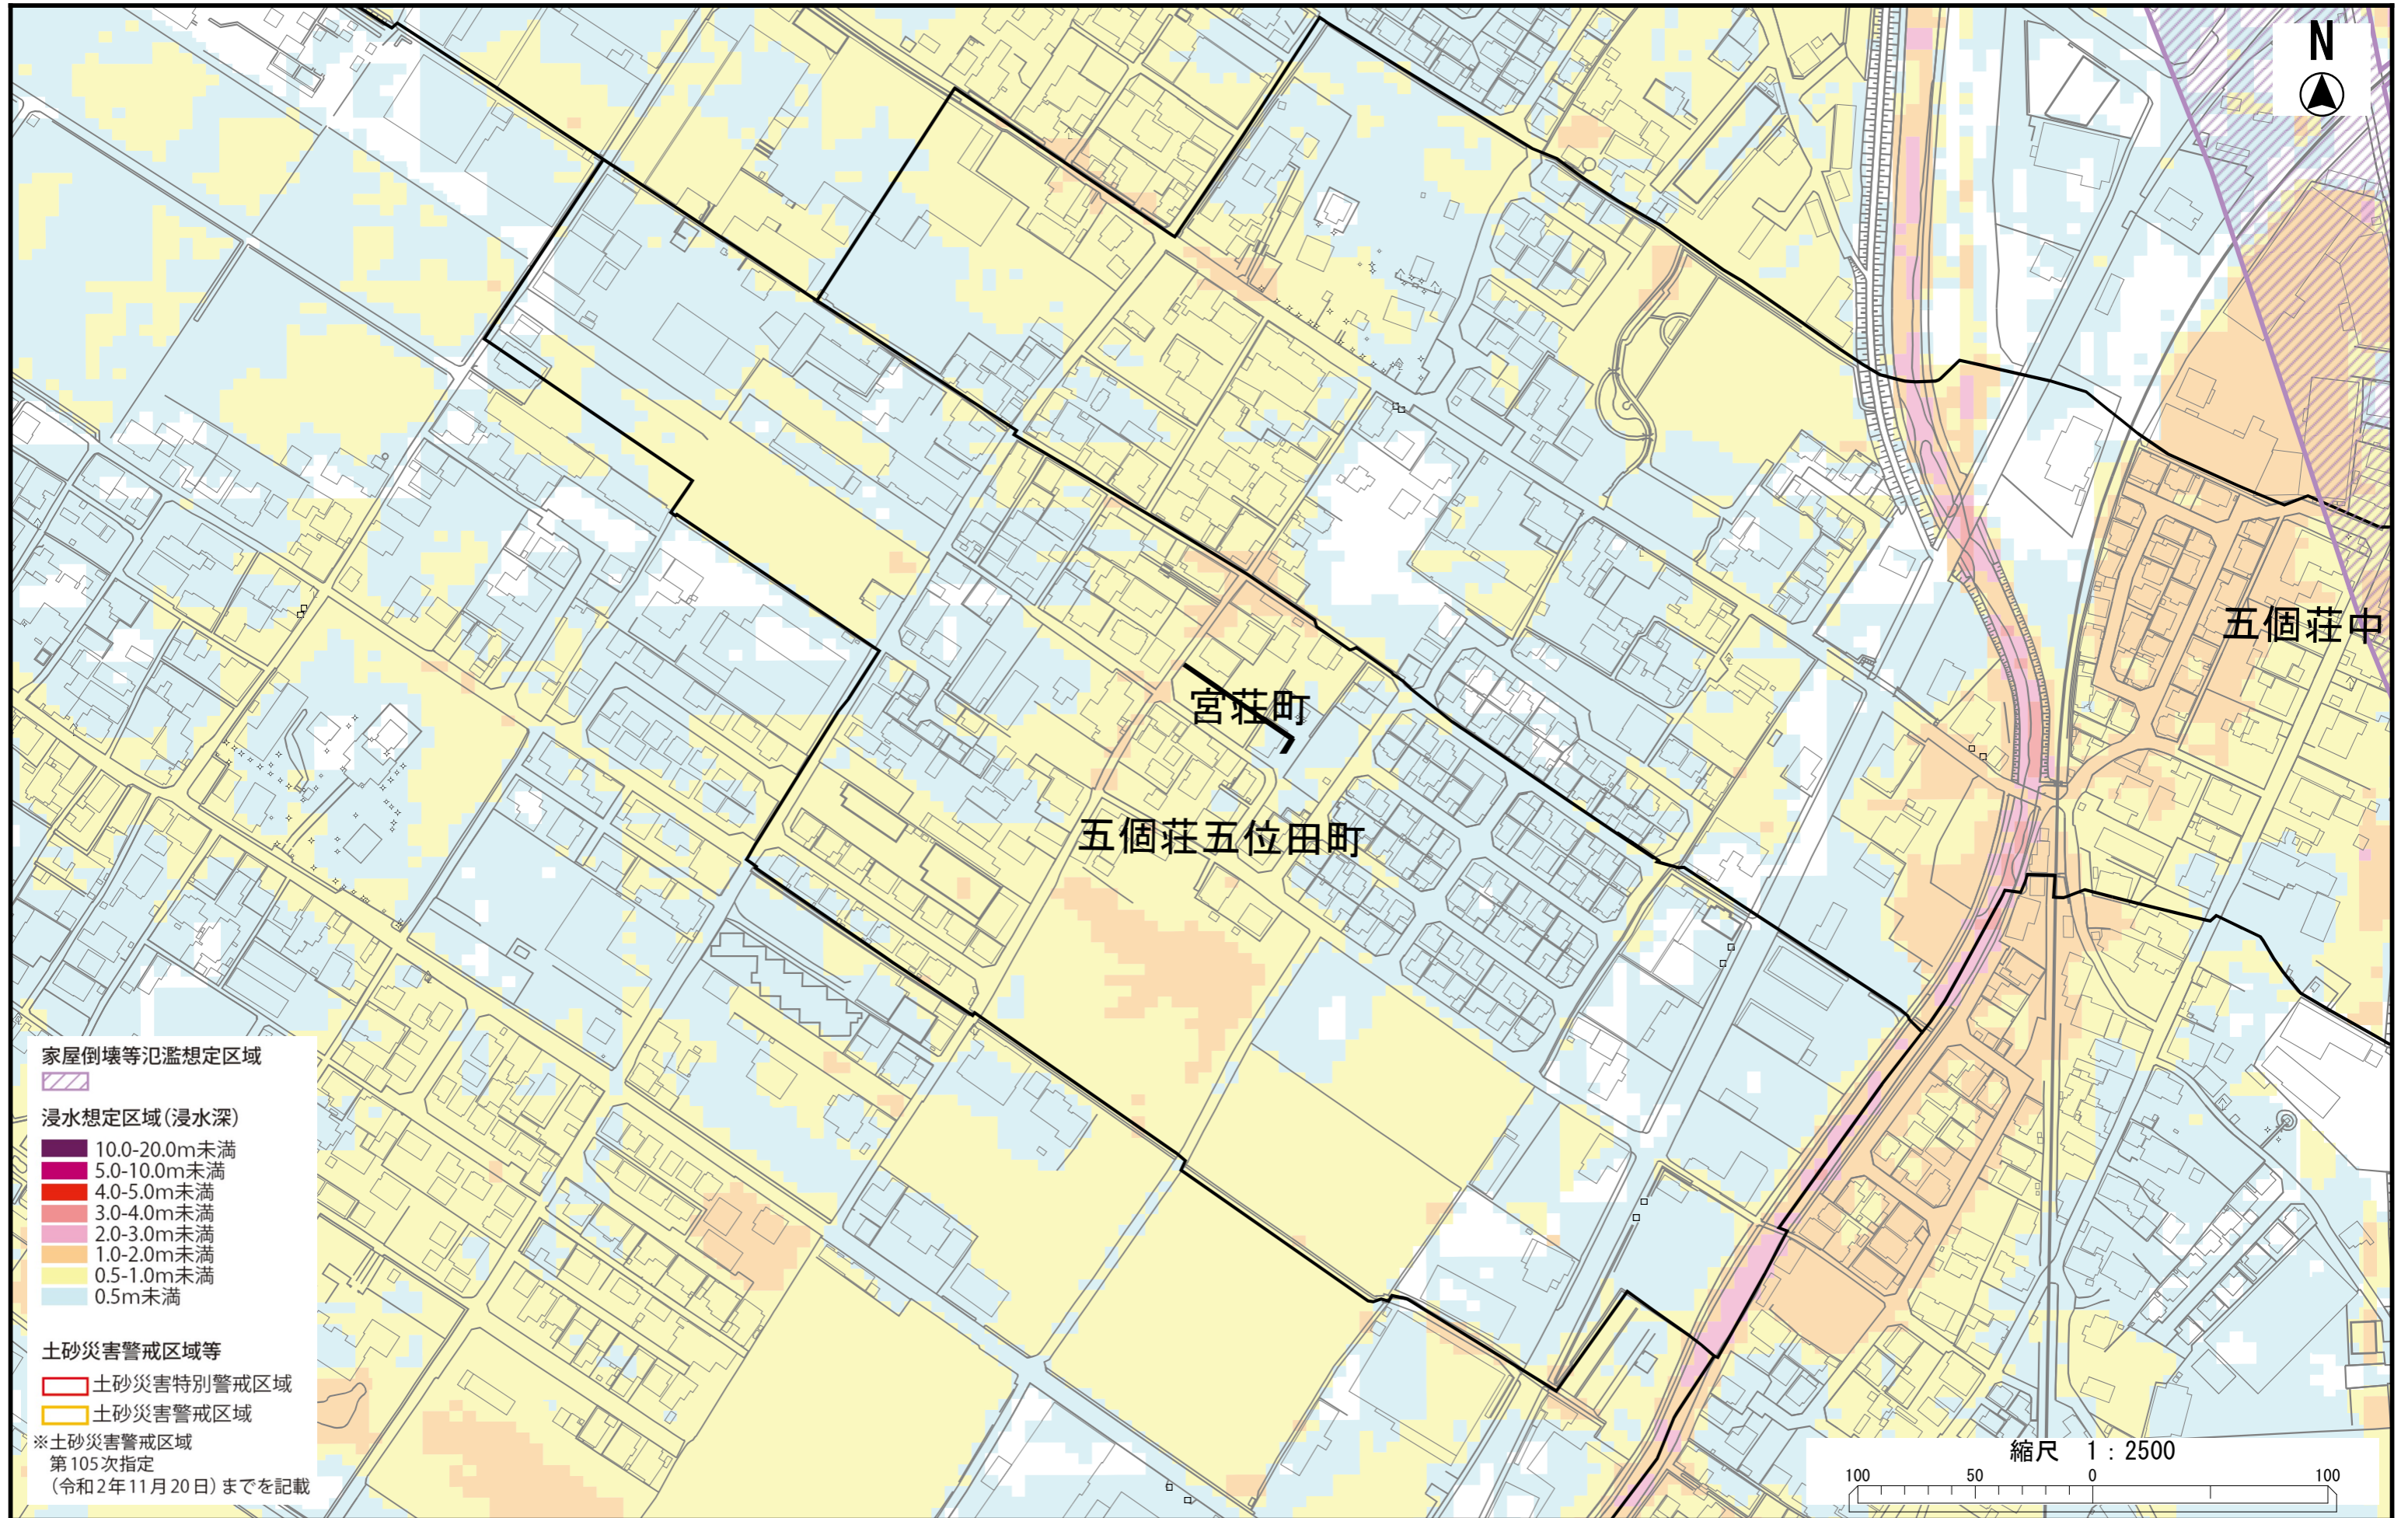 N
五個荘中
宮荘町
五個荘五位田町
家屋倒壊等氾濫想定区域
浸水想定区域(浸水深)
10.0-20.0m未満
5.0-10.0m未満
4.0-5.0m未満
3.0-4.0m未満
2.0-3.0m未満
1.0-2.0m未満
0.5-1.0m未満
0.5m未満
土砂災害警戒区域等
土砂災害特別警戒区域
土砂災害警戒区域
※土砂災害警戒区域
第105次指定
(令和2年11月20日)までを記載
縮尺 1:2500
100 50 0 100